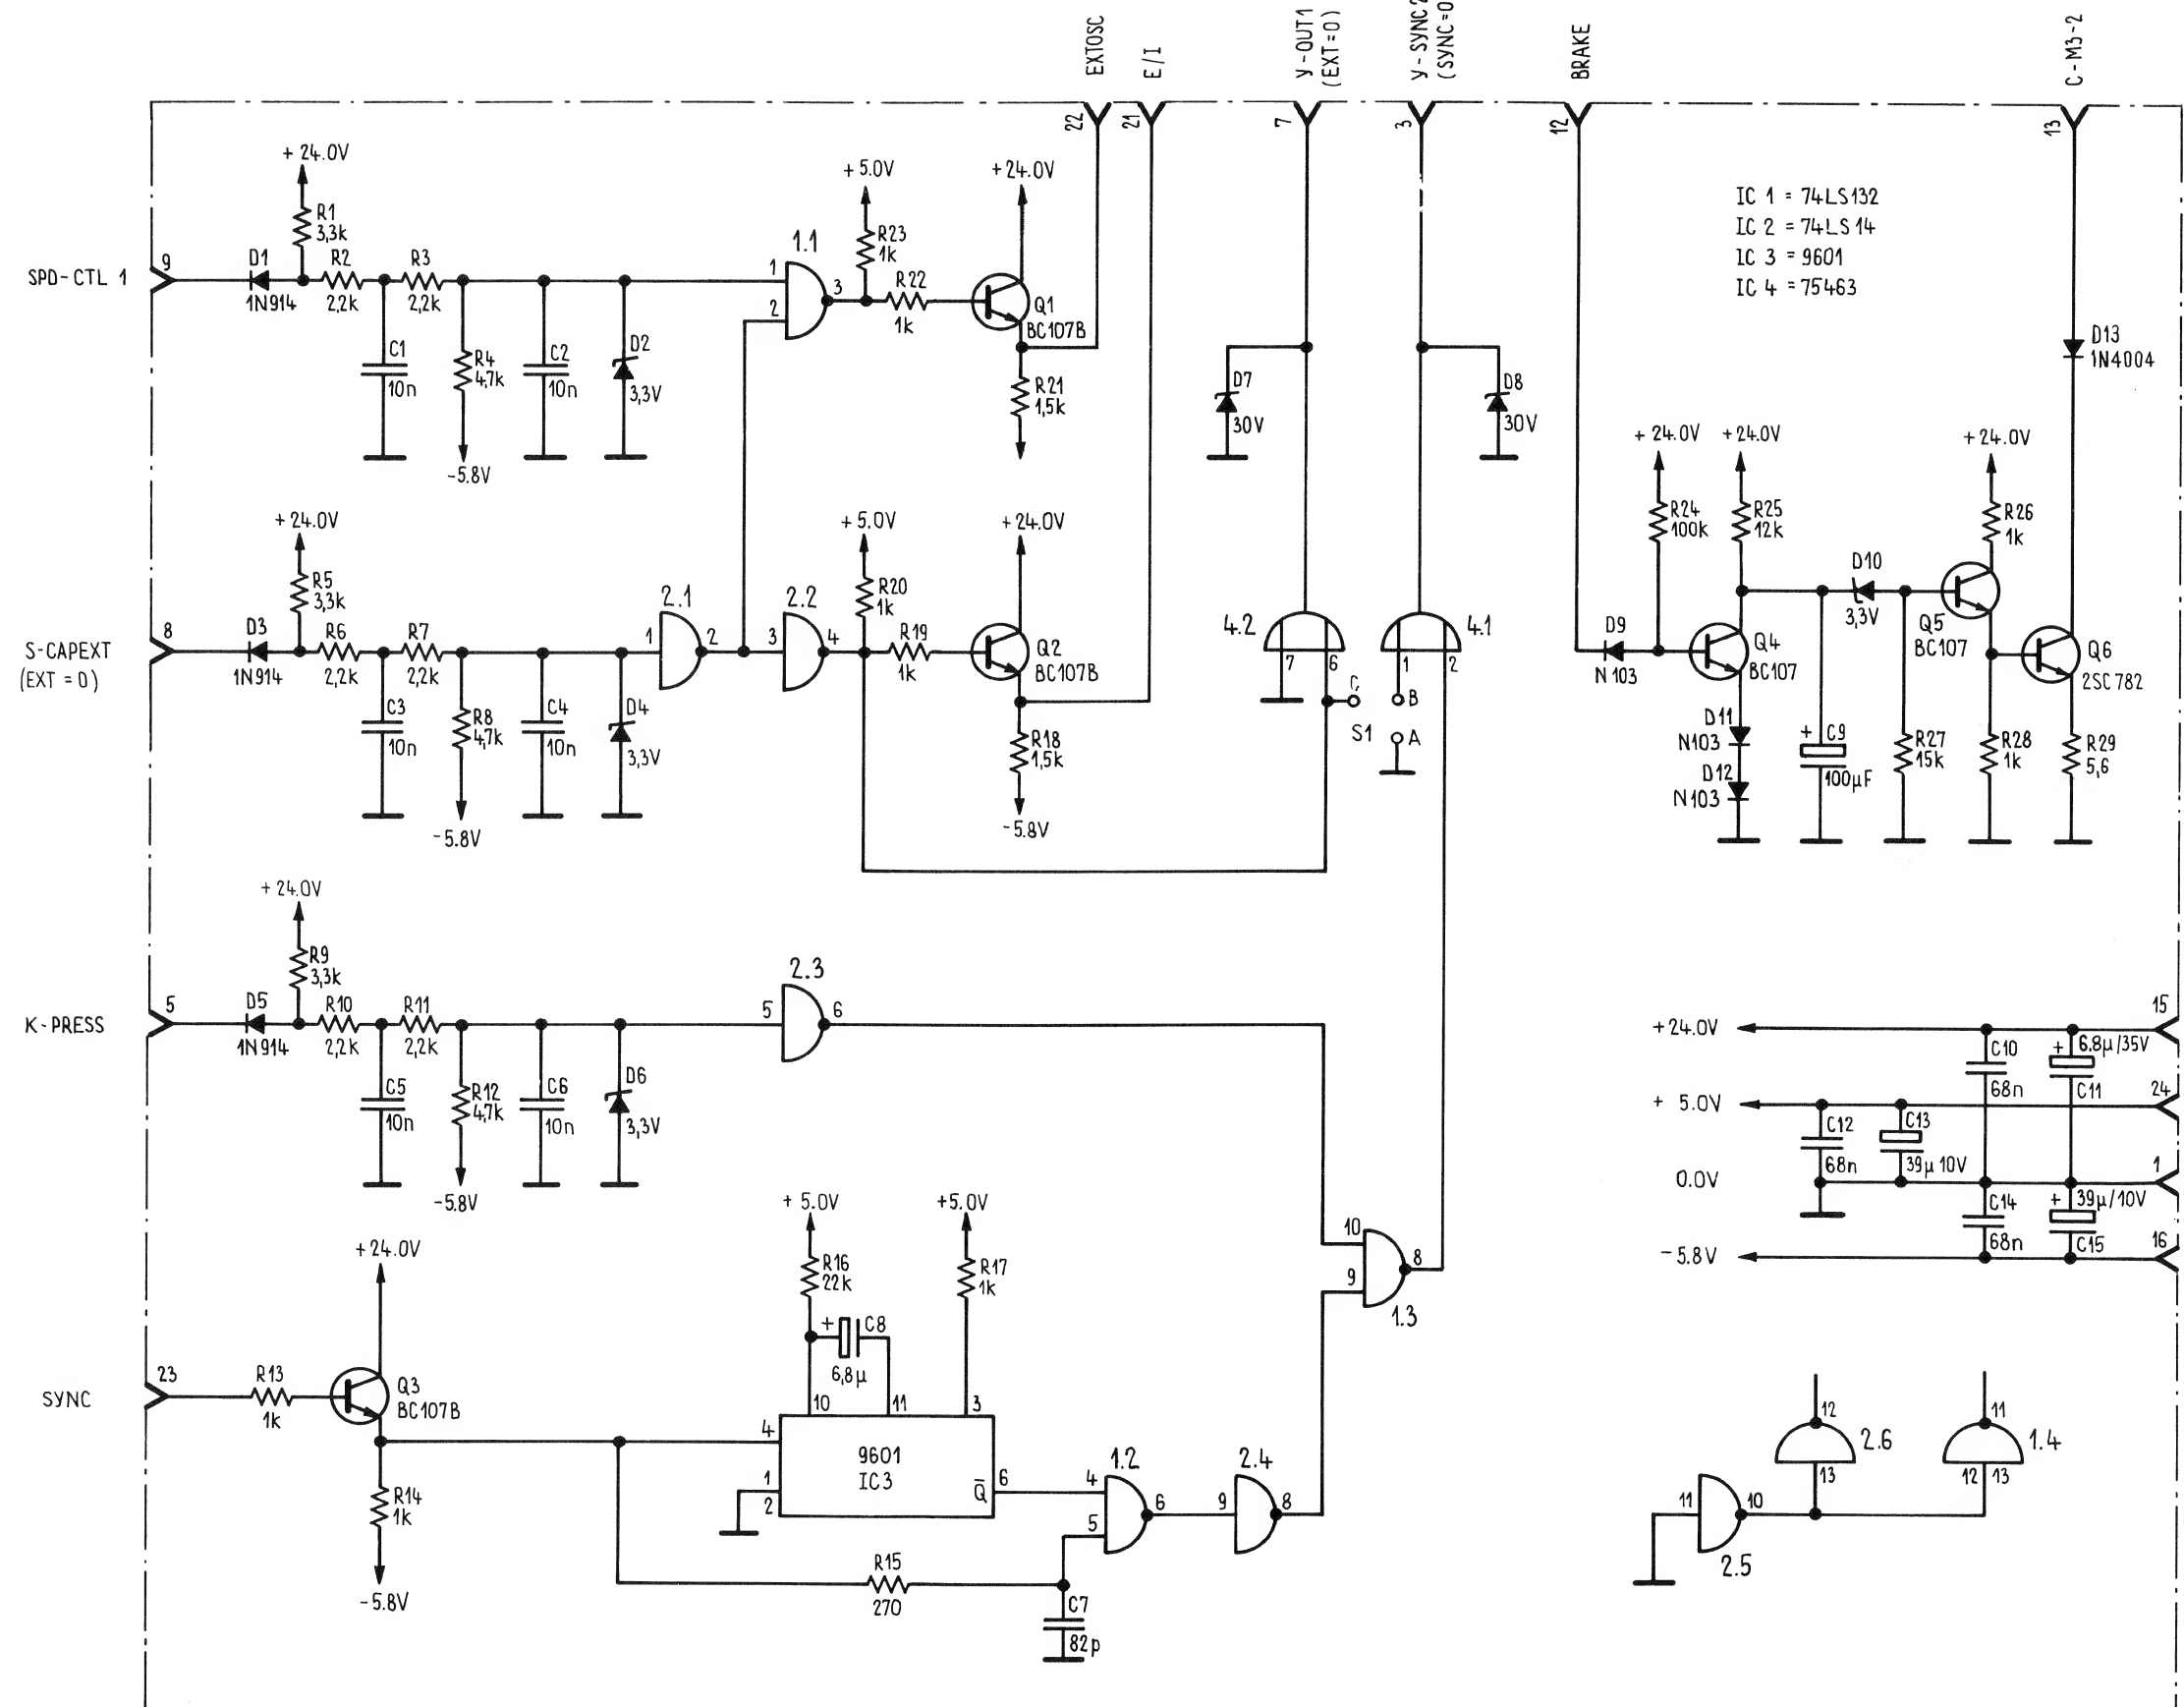 EXTOSC
E/I
Y-OUT1
(EXT=0)
Y-SYNC2
(SYNC=0
BRAKE
C-M3-2
22
21
7
3
12
13
IC 1 = 74LS132
IC 2 = 74LS14
IC 3 = 9601
IC 4 = 75463
SPD-CTL 1
9
D1
1N914
+24.0V
R1
3,3k
R2
2,2k
R3
2,2k
C1
10n
R4
4,7k
-5.8V
C2
10n
D2
3,3V
1.1
1
2
3
+5.0V
R23
1k
R22
1k
+24.0V
Q1
BC107B
R21
1,5k
D7
30V
D8
30V
D13
1N4004
S-CAPEXT
(EXT = 0)
8
D3
1N914
+24.0V
R5
3,3k
R6
2,2k
R7
2,2k
C3
10n
R8
4,7k
-5.8V
C4
10n
D4
3,3V
2.1
1
2
2.2
3
4
+5.0V
R20
1k
R19
1k
+24.0V
Q2
BC107B
R18
1,5k
-5.8V
4.2
7
6
4.1
1
2
C
S1
B
A
+24.0V
R24
100k
+24.0V
R25
12k
D9
N103
Q4
BC107
D11
N103
D12
N103
+
C9
100µF
D10
3,3V
R27
15k
+24.0V
R26
1k
Q5
BC107
R28
1k
Q6
2SC782
R29
5,6
K-PRESS
5
D5
1N914
+24.0V
R9
3,3k
R10
2,2k
R11
2,2k
C5
10n
R12
4,7k
-5.8V
C6
10n
D6
3,3V
2.3
5
6
+24.0V
15
C10
68n
+
6.8µ/35V
C11
+ 5.0V
24
C12
68n
C13
39µ 10V
0.0V
1
C14
68n
+
39µ/10V
C15
-5.8V
16
SYNC
23
R13
1k
+24.0V
Q3
BC107B
R14
1k
-5.8V
+ 5.0V
R16
22k
+
C8
6,8µ
+5.0V
R17
1k
10
11
3
4
1
2
9601
IC3
Q̅
6
R15
270
C7
82p
1.2
4
5
6
2.4
9
8
10
9
8
1.3
11
10
2.5
12
2.6
13
11
1.4
12
13